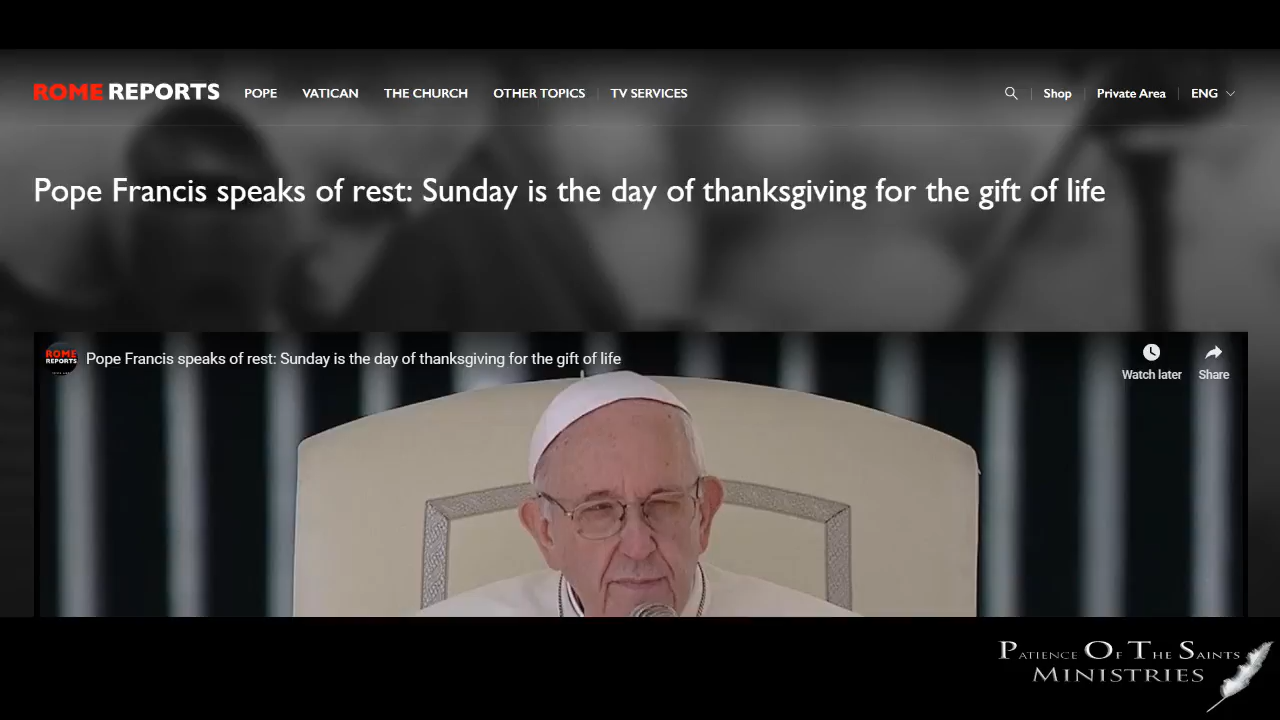 ROME REPORTS POPE VATICAN THE CHURCH OTHER TOPICS TV SERVICES Shop Private Area ENG
Pope Francis speaks of rest: Sunday is the day of thanksgiving for the gift of life
ROME
REPORTS
Pope Francis speaks of rest: Sunday is the day of thanksgiving for the gift of life
Watch later Share
PATIENCE OF THE SAINTS
MINISTRIES